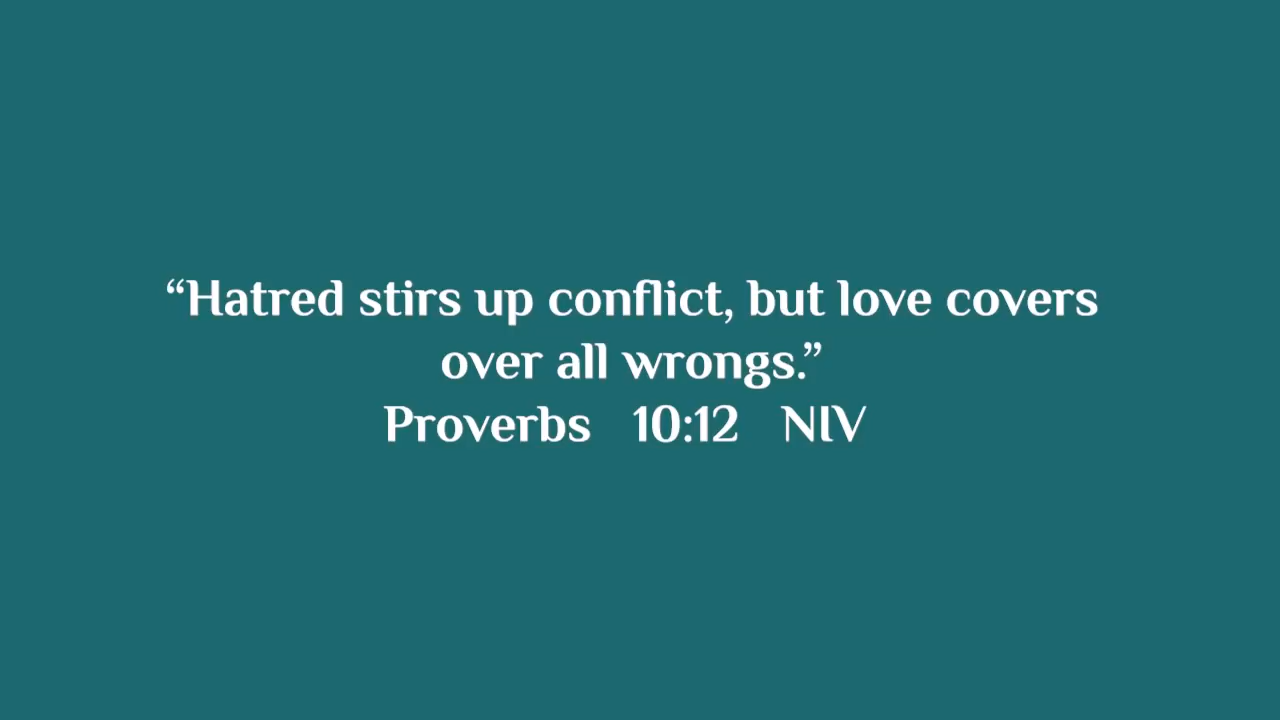 “Hatred stirs up conflict, but love covers
over all wrongs.”
Proverbs 10:12 NIV